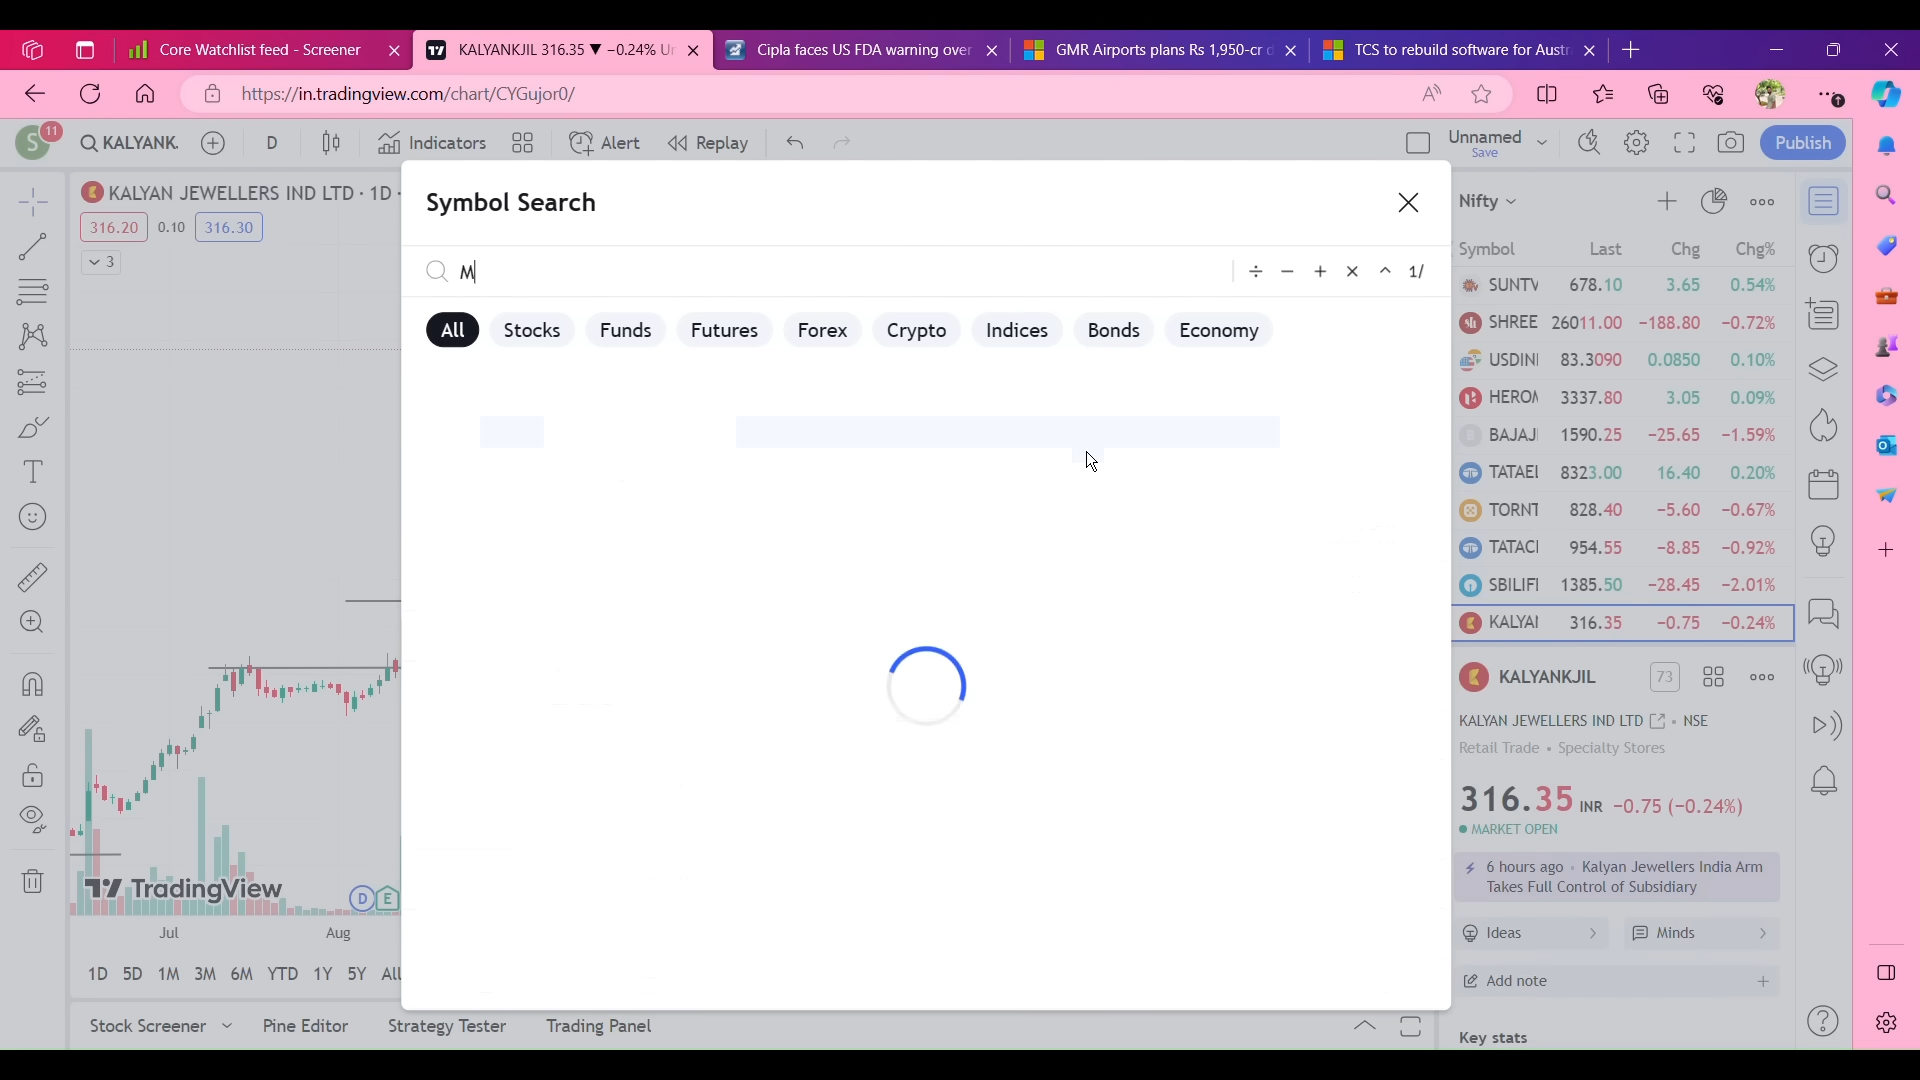 Core Watchlist feed - Screener
KALYANKJIL 316.35 ▼ −0.24% Ur
Cipla faces US FDA warning over
GMR Airports plans Rs 1,950-cr d
TCS to rebuild software for Austr
https://in.tradingview.com/chart/CYGujor0/
S 11 KALYANK. D Indicators Alert Replay Unnamed Save Publish
KALYAN JEWELLERS IND LTD · 1D ·
316.20 0.10 316.30
3
Symbol Search
M
÷ − + × ^ 1/
All Stocks Funds Futures Forex Crypto Indices Bonds Economy
Nifty
Symbol Last Chg Chg%
SUNTV 678.10 3.65 0.54%
SHREE 26011.00 −188.80 −0.72%
USDINI 83.3090 0.0850 0.10%
HEROM 3337.80 3.05 0.09%
BAJAJ 1590.25 −25.65 −1.59%
TATAEL 8323.00 16.40 0.20%
TORNT 828.40 −5.60 −0.67%
TATACI 954.55 −8.85 −0.92%
SBILIFI 1385.50 −28.45 −2.01%
KALYAI 316.35 −0.75 −0.24%
KALYANKJIL 73
KALYAN JEWELLERS IND LTD • NSE
Retail Trade • Specialty Stores
316.35 INR −0.75 (−0.24%)
MARKET OPEN
6 hours ago · Kalyan Jewellers India Arm
Takes Full Control of Subsidiary
Ideas Minds
Add note
Key stats
TradingView
D E
Jul Aug
1D 5D 1M 3M 6M YTD 1Y 5Y All
Stock Screener Pine Editor Strategy Tester Trading Panel